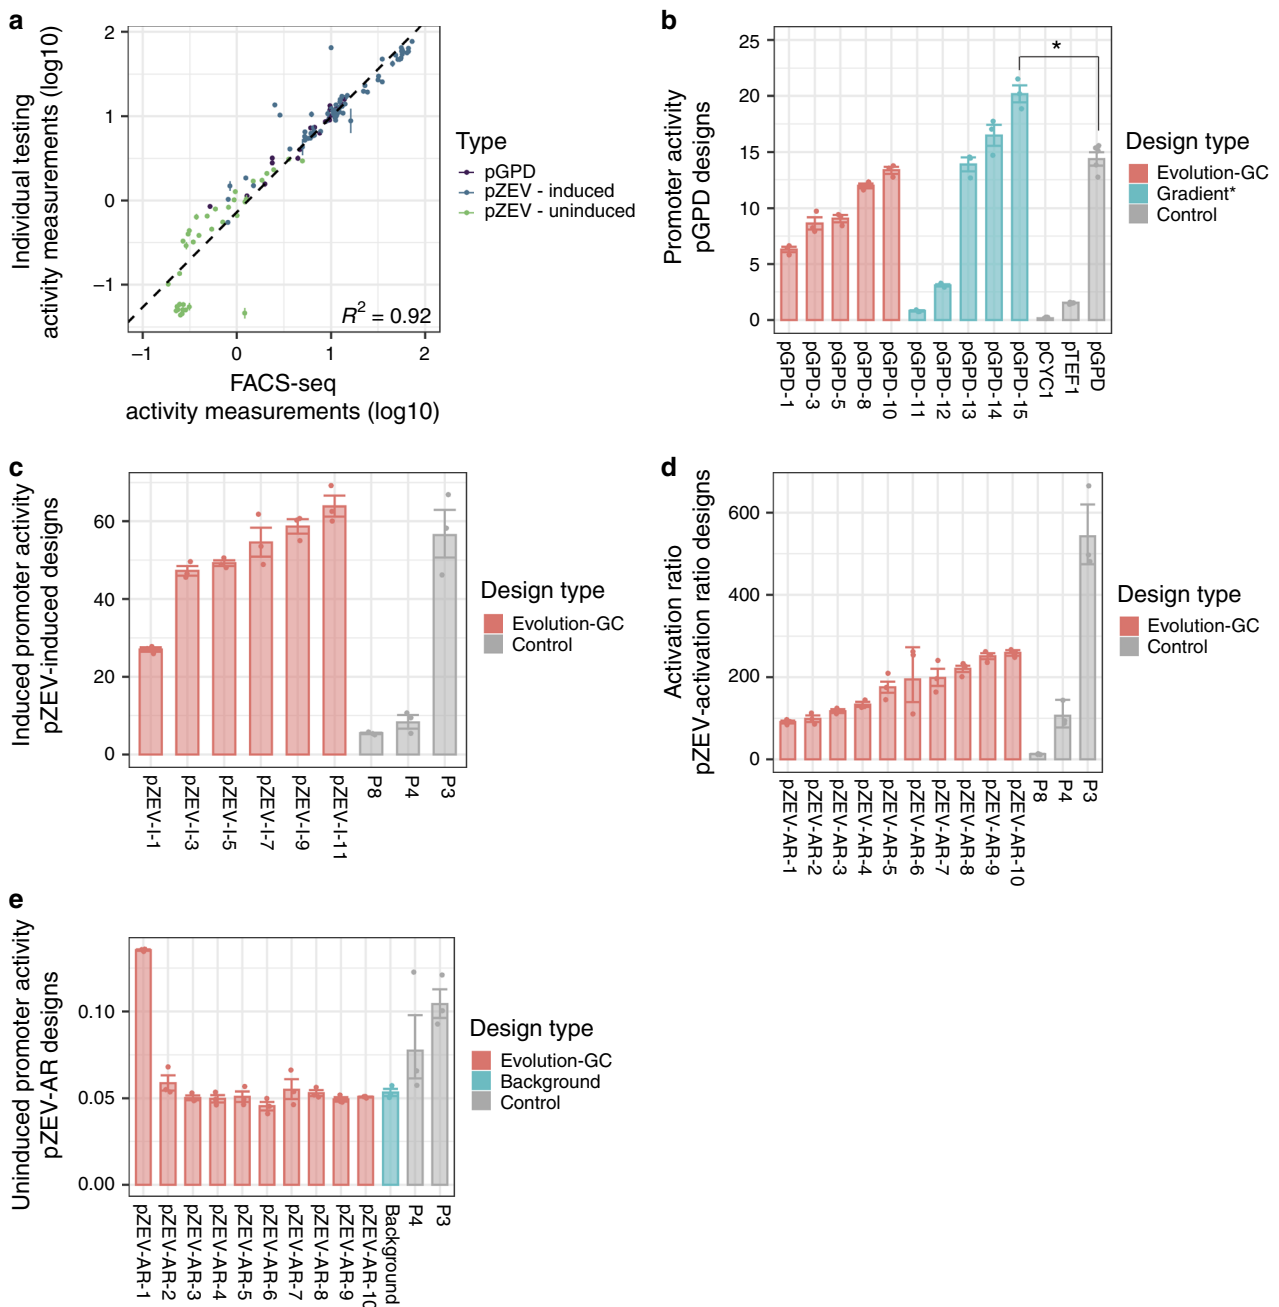 a
Individual testing
activity measurements (log10)
2
1
0
−1
−1
0
1
2
R² = 0.92
FACS-seq
activity measurements (log10)
Type
pGPD
pZEV - induced
pZEV - uninduced
b
Promoter activity
pGPD designs
25
20
15
10
5
0
*
pGPD-1
pGPD-3
pGPD-5
pGPD-8
pGPD-10
pGPD-11
pGPD-12
pGPD-13
pGPD-14
pGPD-15
pCYC1
pTEF1
pGPD
Design type
Evolution-GC
Gradient*
Control
c
Induced promoter activity
pZEV-induced designs
60
40
20
0
pZEV-I-1
pZEV-I-3
pZEV-I-5
pZEV-I-7
pZEV-I-9
pZEV-I-11
P8
P4
P3
Design type
Evolution-GC
Control
d
Activation ratio
pZEV-activation ratio designs
600
400
200
0
pZEV-AR-1
pZEV-AR-2
pZEV-AR-3
pZEV-AR-4
pZEV-AR-5
pZEV-AR-6
pZEV-AR-7
pZEV-AR-8
pZEV-AR-9
pZEV-AR-10
P8
P4
P3
Design type
Evolution-GC
Control
e
Uninduced promoter activity
pZEV-AR designs
0.10
0.05
0.00
pZEV-AR-1
pZEV-AR-2
pZEV-AR-3
pZEV-AR-4
pZEV-AR-5
pZEV-AR-6
pZEV-AR-7
pZEV-AR-8
pZEV-AR-9
pZEV-AR-10
Background
P4
P3
Design type
Evolution-GC
Background
Control